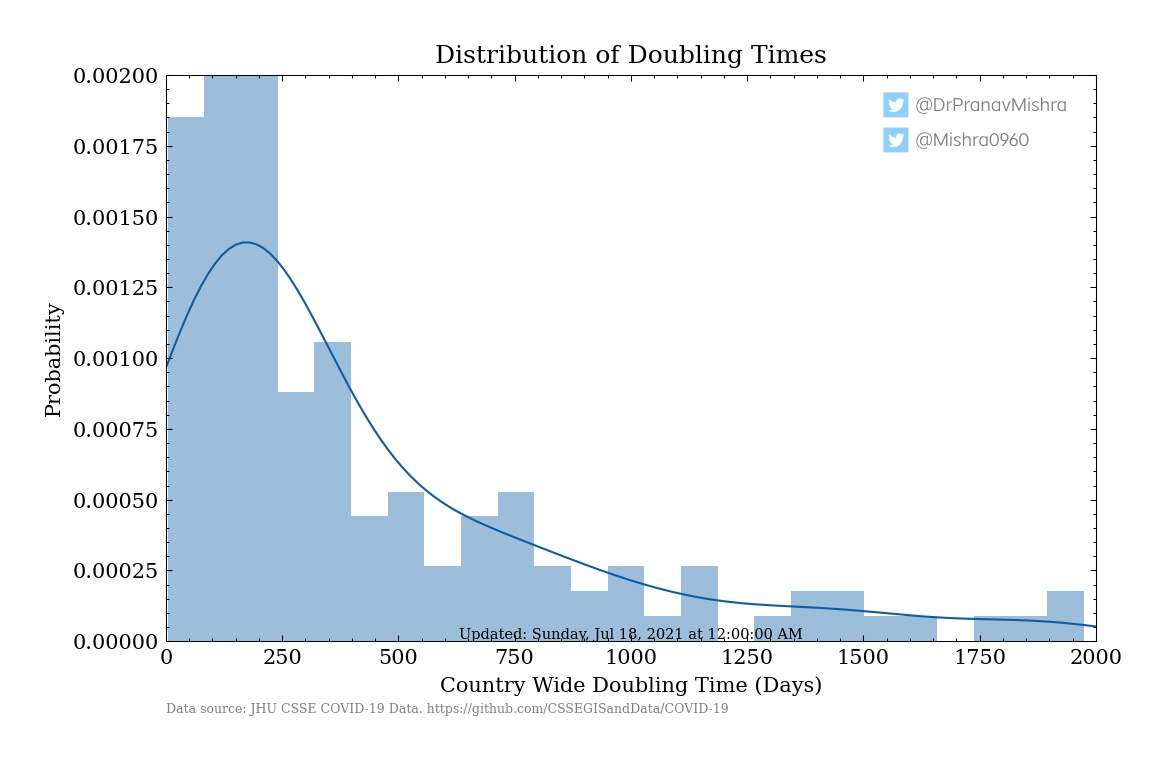 Distribution of Doubling Times
@DrPranavMishra
@Mishra0960
0.00200
0.00175
0.00150
0.00125
0.00100
0.00075
0.00050
0.00025
0.00000
Probability
Updated: Sunday, Jul 18, 2021 at 12:00:00 AM
0 250 500 750 1000 1250 1500 1750 2000
Country Wide Doubling Time (Days)
Data source: JHU CSSE COVID-19 Data. https://github.com/CSSEGISandData/COVID-19